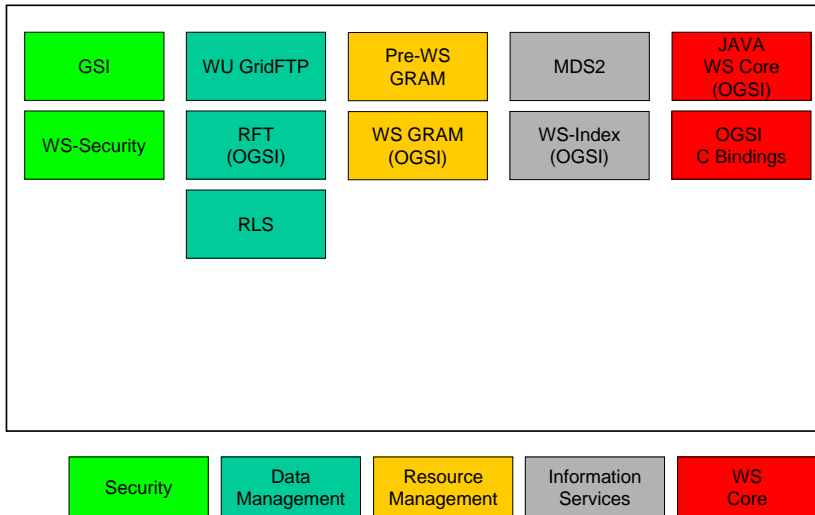 GSI
WU GridFTP
Pre-WS
GRAM
MDS2
JAVA
WS Core
(OGSI)
WS-Security
RFT
(OGSI)
WS GRAM
(OGSI)
WS-Index
(OGSI)
OGSI
C Bindings
RLS
Security
Data
Management
Resource
Management
Information
Services
WS
Core